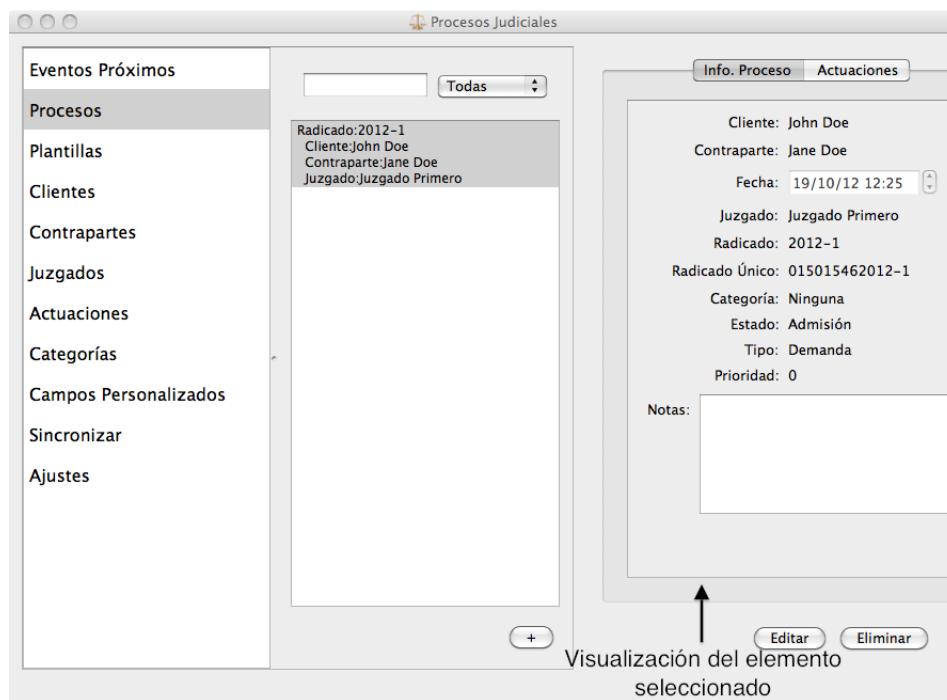 Procesos Judiciales
Eventos Próximos
Procesos
Plantillas
Clientes
Contrapartes
Juzgados
Actuaciones
Categorías
Campos Personalizados
Sincronizar
Ajustes
Todas
Radicado:2012-1
Cliente:John Doe
Contraparte:Jane Doe
Juzgado:Juzgado Primero
+
Info. Proceso Actuaciones
Cliente: John Doe
Contraparte: Jane Doe
Fecha: 19/10/12 12:25
Juzgado: Juzgado Primero
Radicado: 2012-1
Radicado Único: 015015462012-1
Categoría: Ninguna
Estado: Admisión
Tipo: Demanda
Prioridad: 0
Notas:
Editar Eliminar
Visualización del elemento
seleccionado